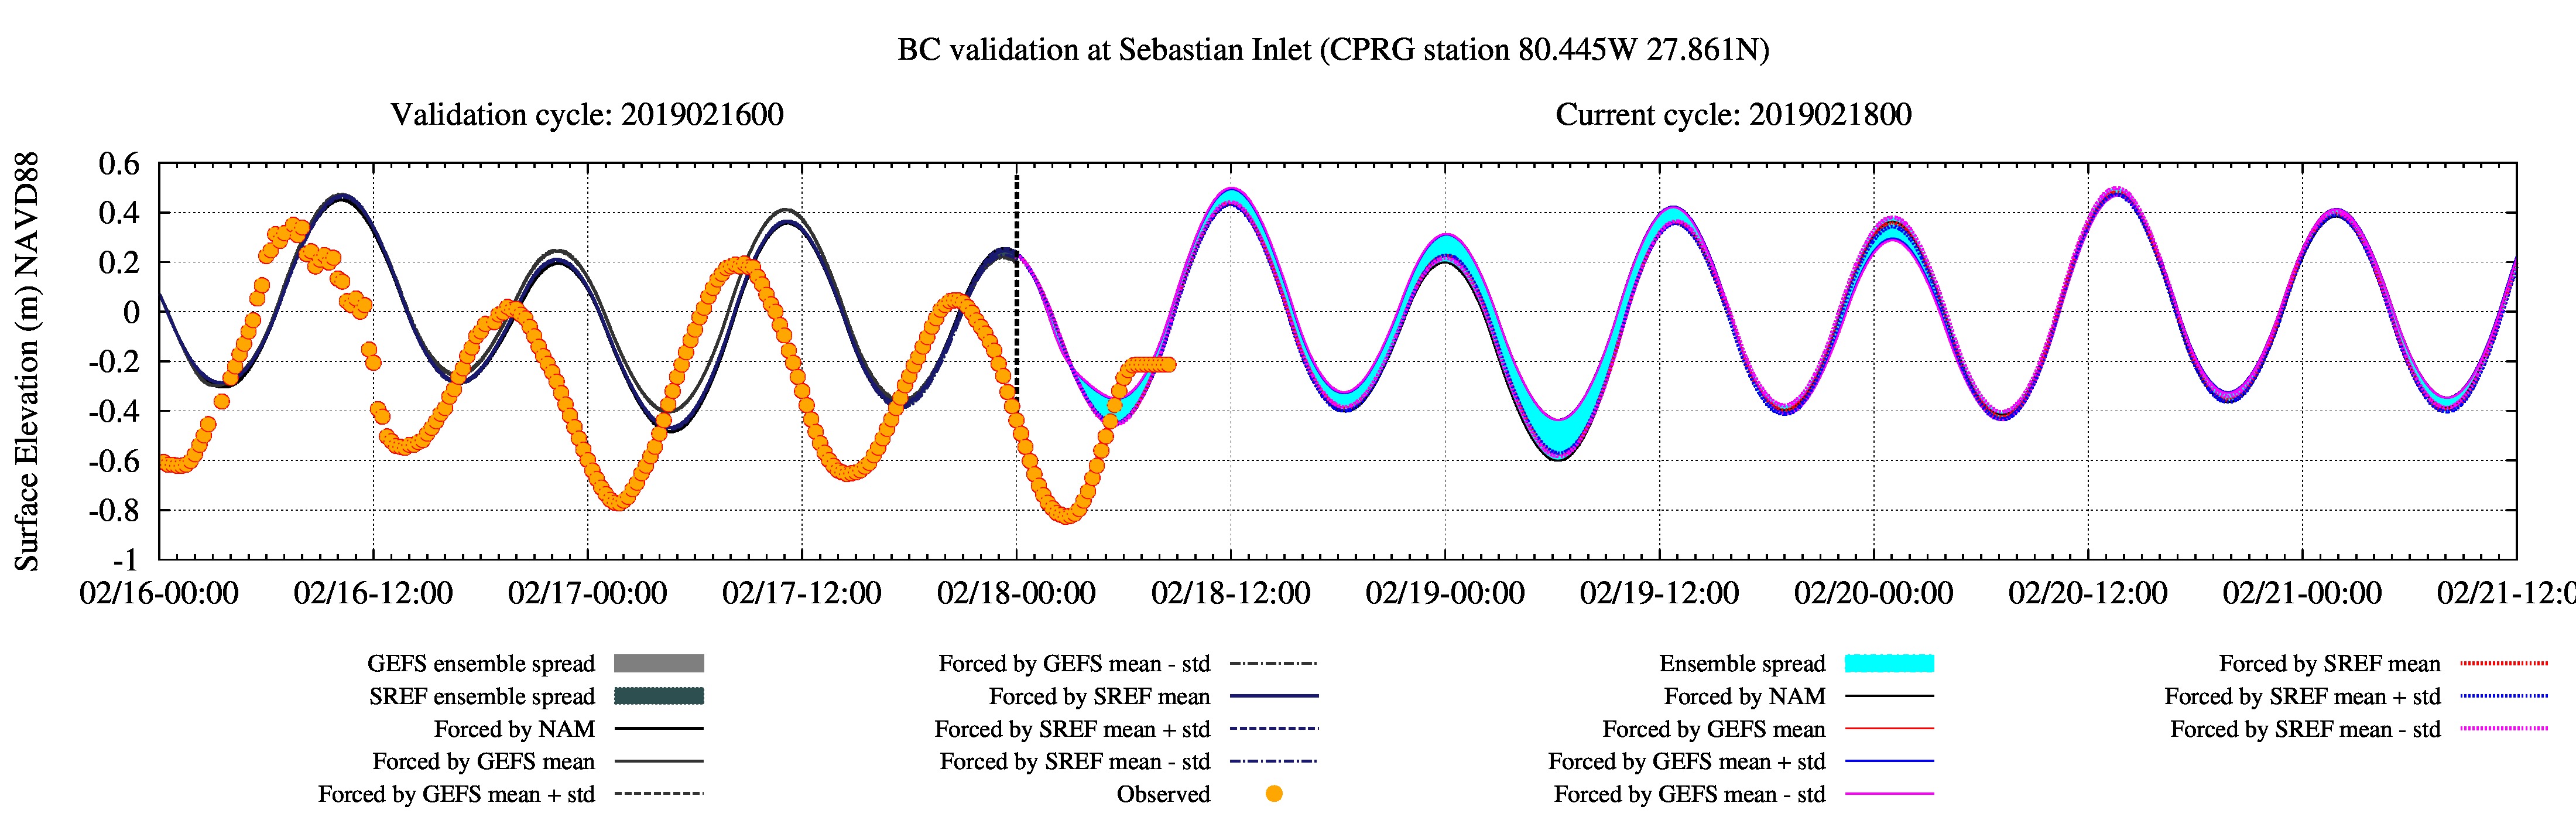 BC validation at Sebastian Inlet (CPRG station 80.445W 27.861N)
Validation cycle: 2019021600
Current cycle: 2019021800
Surface Elevation (m) NAVD88
0.6
0.4
0.2
0
-0.2
-0.4
-0.6
-0.8
-1
02/16-00:00 02/16-12:00 02/17-00:00 02/17-12:00 02/18-00:00 02/18-12:00 02/19-00:00 02/19-12:00 02/20-00:00 02/20-12:00 02/21-00:00 02/21-12:0
GEFS ensemble spread
SREF ensemble spread
Forced by NAM
Forced by GEFS mean
Forced by GEFS mean + std
Forced by GEFS mean - std
Forced by SREF mean
Forced by SREF mean + std
Forced by SREF mean - std
Observed
Ensemble spread
Forced by NAM
Forced by GEFS mean
Forced by GEFS mean + std
Forced by GEFS mean - std
Forced by SREF mean
Forced by SREF mean + std
Forced by SREF mean - std